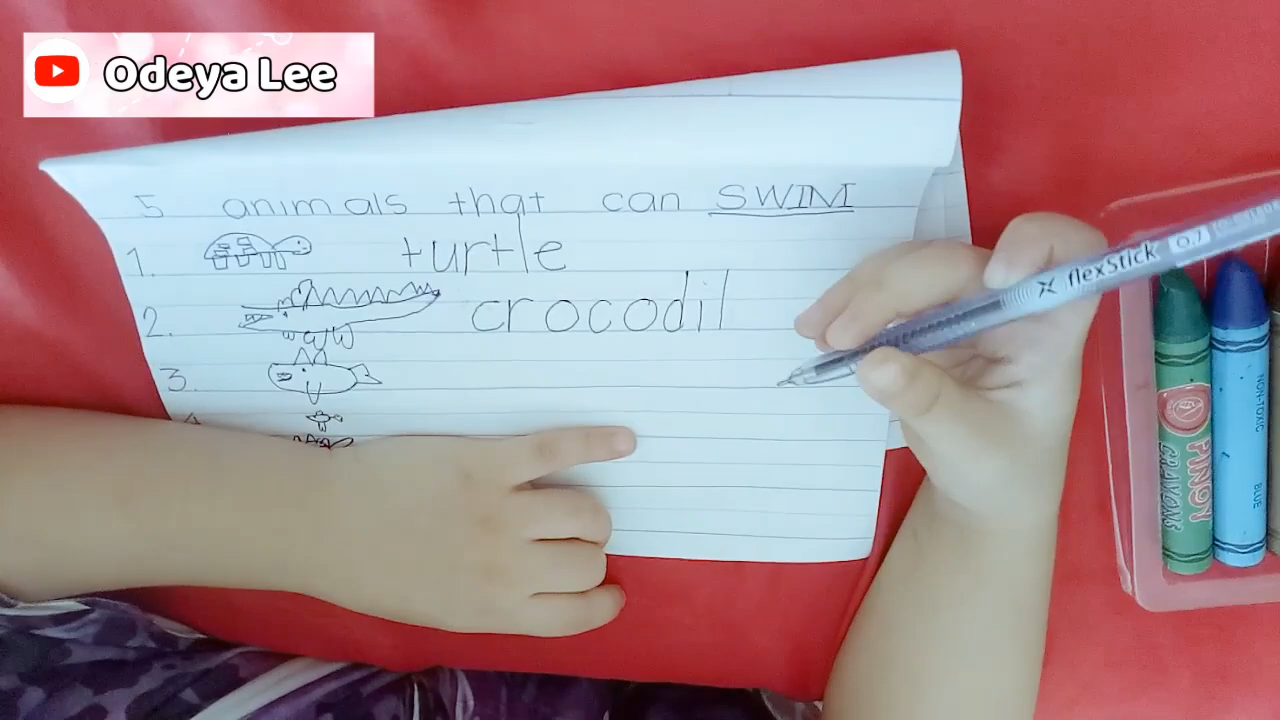 Odeya Lee
5 animals that can SWIM
1. turtle
2. crocodil
3.
flexStick 0.7
PINOY
CRAYONS
NON-TOXIC
BLUE